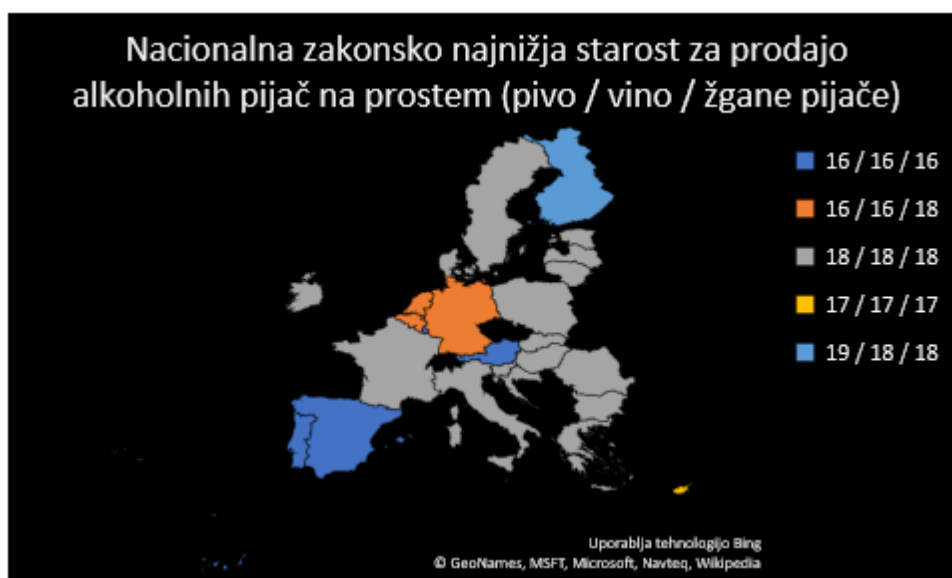 Nacionalna zakonsko najnižja starost za prodajo
alkoholnih pijač na prostem (pivo / vino / žgane pijače)
16 / 16 / 16
16 / 16 / 18
18 / 18 / 18
17 / 17 / 17
19 / 18 / 18
Uporablja tehnologijo Bing
© GeoNames, MSFT, Microsoft, Navteq, Wikipedia